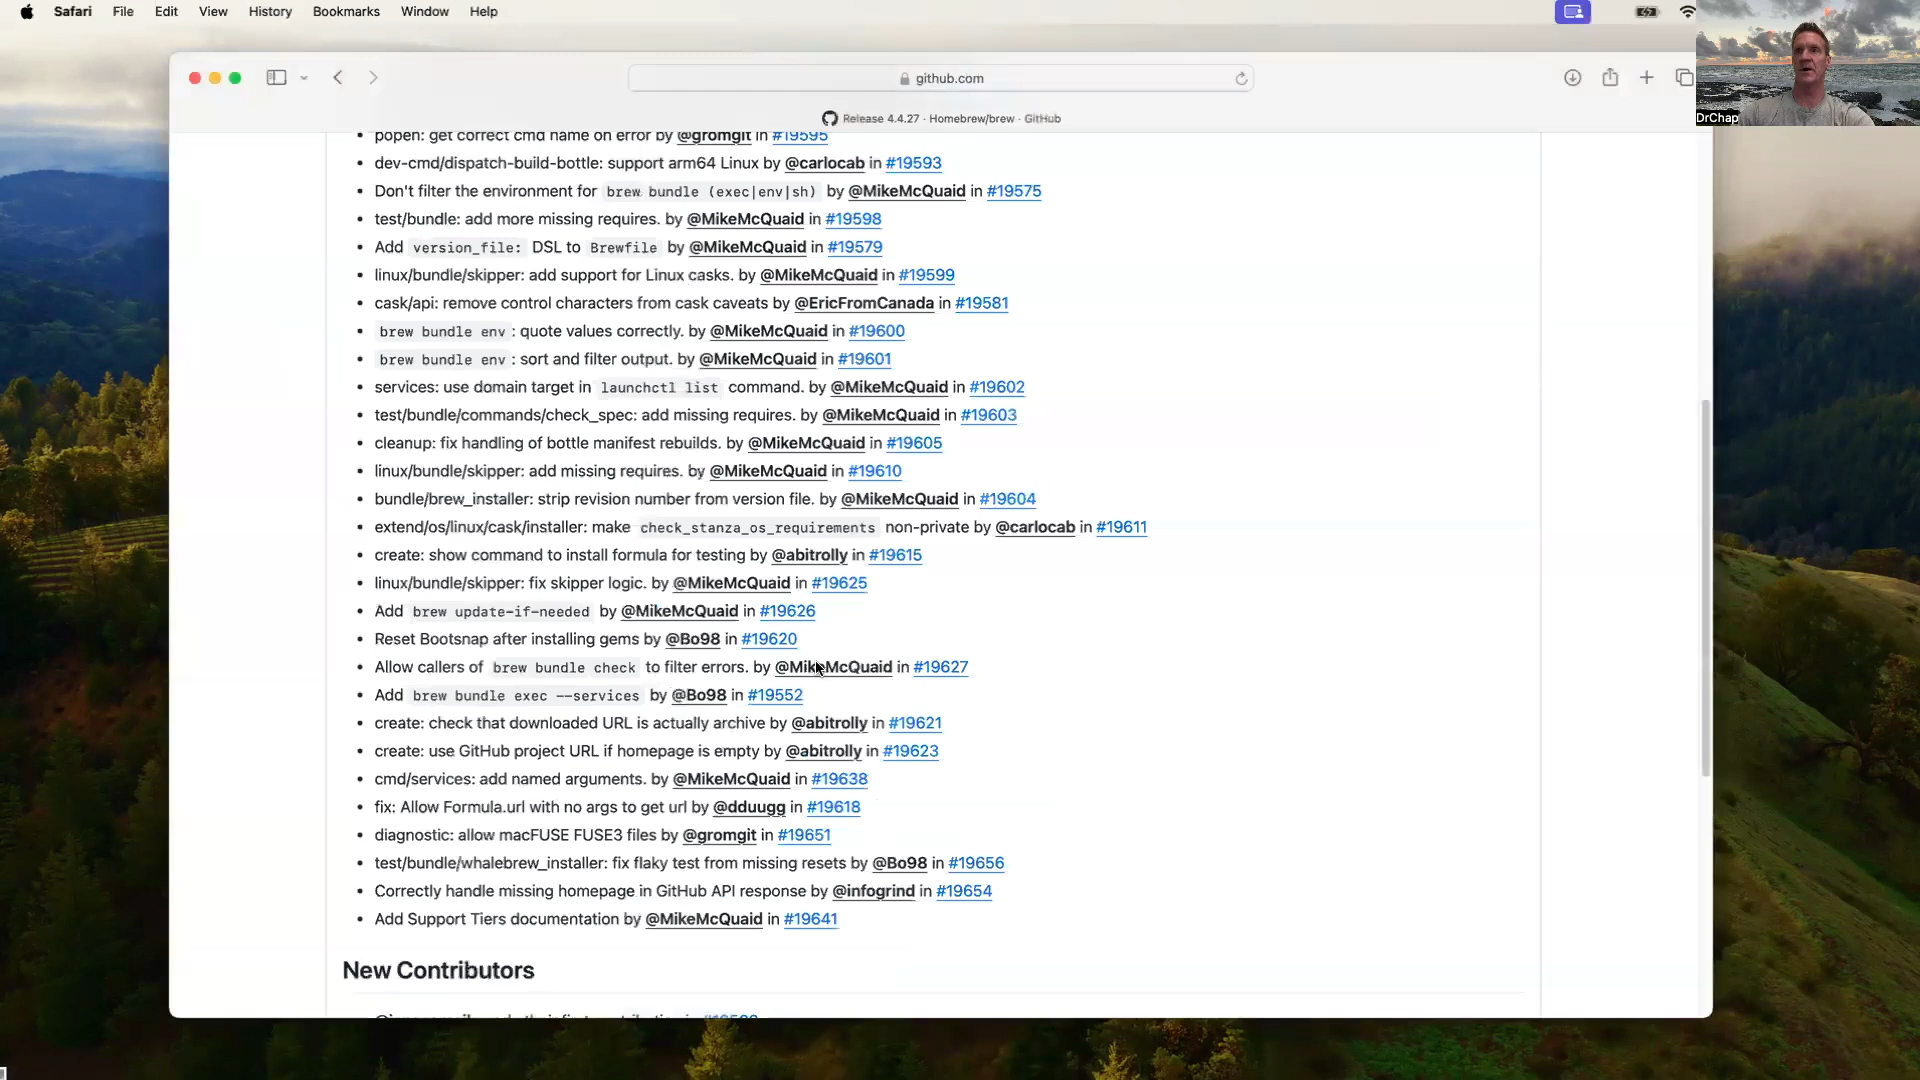 Safari File Edit View History Bookmarks Window Help
github.com
Release 4.4.27 · Homebrew/brew · GitHub
DrChap
popen: get correct cmd name on error by @gromgit in #19595
dev-cmd/dispatch-build-bottle: support arm64 Linux by @carlocab in #19593
Don't filter the environment for brew bundle (exec|env|sh) by @MikeMcQuaid in #19575
test/bundle: add more missing requires. by @MikeMcQuaid in #19598
Add version_file: DSL to Brewfile by @MikeMcQuaid in #19579
linux/bundle/skipper: add support for Linux casks. by @MikeMcQuaid in #19599
cask/api: remove control characters from cask caveats by @EricFromCanada in #19581
brew bundle env: quote values correctly. by @MikeMcQuaid in #19600
brew bundle env: sort and filter output. by @MikeMcQuaid in #19601
services: use domain target in launchctl list command. by @MikeMcQuaid in #19602
test/bundle/commands/check_spec: add missing requires. by @MikeMcQuaid in #19603
cleanup: fix handling of bottle manifest rebuilds. by @MikeMcQuaid in #19605
linux/bundle/skipper: add missing requires. by @MikeMcQuaid in #19610
bundle/brew_installer: strip revision number from version file. by @MikeMcQuaid in #19604
extend/os/linux/cask/installer: make check_stanza_os_requirements non-private by @carlocab in #19611
create: show command to install formula for testing by @abitrolly in #19615
linux/bundle/skipper: fix skipper logic. by @MikeMcQuaid in #19625
Add brew update-if-needed by @MikeMcQuaid in #19626
Reset Bootsnap after installing gems by @Bo98 in #19620
Allow callers of brew bundle check to filter errors. by @MikeMcQuaid in #19627
Add brew bundle exec --services by @Bo98 in #19552
create: check that downloaded URL is actually archive by @abitrolly in #19621
create: use GitHub project URL if homepage is empty by @abitrolly in #19623
cmd/services: add named arguments. by @MikeMcQuaid in #19638
fix: Allow Formula.url with no args to get url by @dduugg in #19618
diagnostic: allow macFUSE FUSE3 files by @gromgit in #19651
test/bundle/whalebrew_installer: fix flaky test from missing resets by @Bo98 in #19656
Correctly handle missing homepage in GitHub API response by @infogrind in #19654
Add Support Tiers documentation by @MikeMcQuaid in #19641
New Contributors